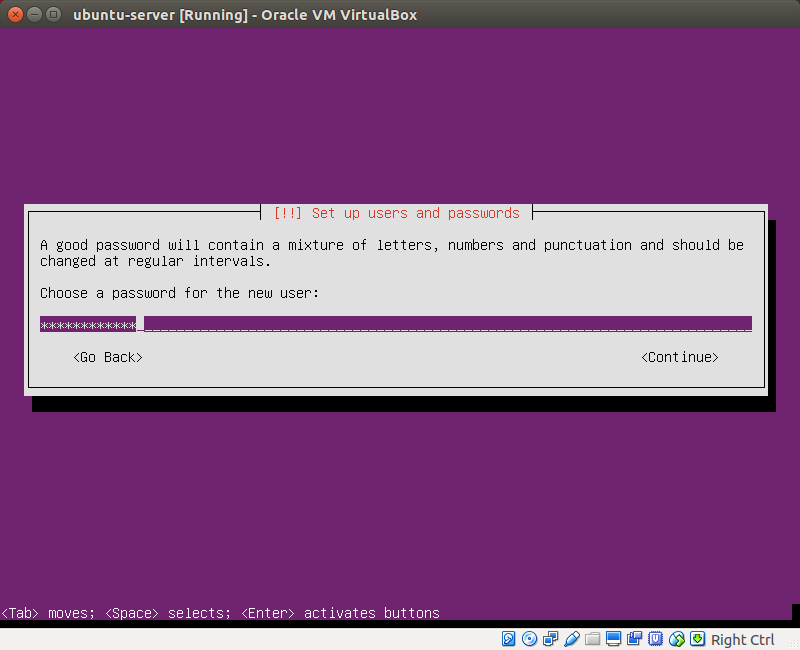 ubuntu-server [Running] - Oracle VM VirtualBox
[!!] Set up users and passwords
A good password will contain a mixture of letters, numbers and punctuation and should be
changed at regular intervals.
Choose a password for the new user:
************
<Go Back> <Continue>
<Tab> moves; <Space> selects; <Enter> activates buttons
Right Ctrl